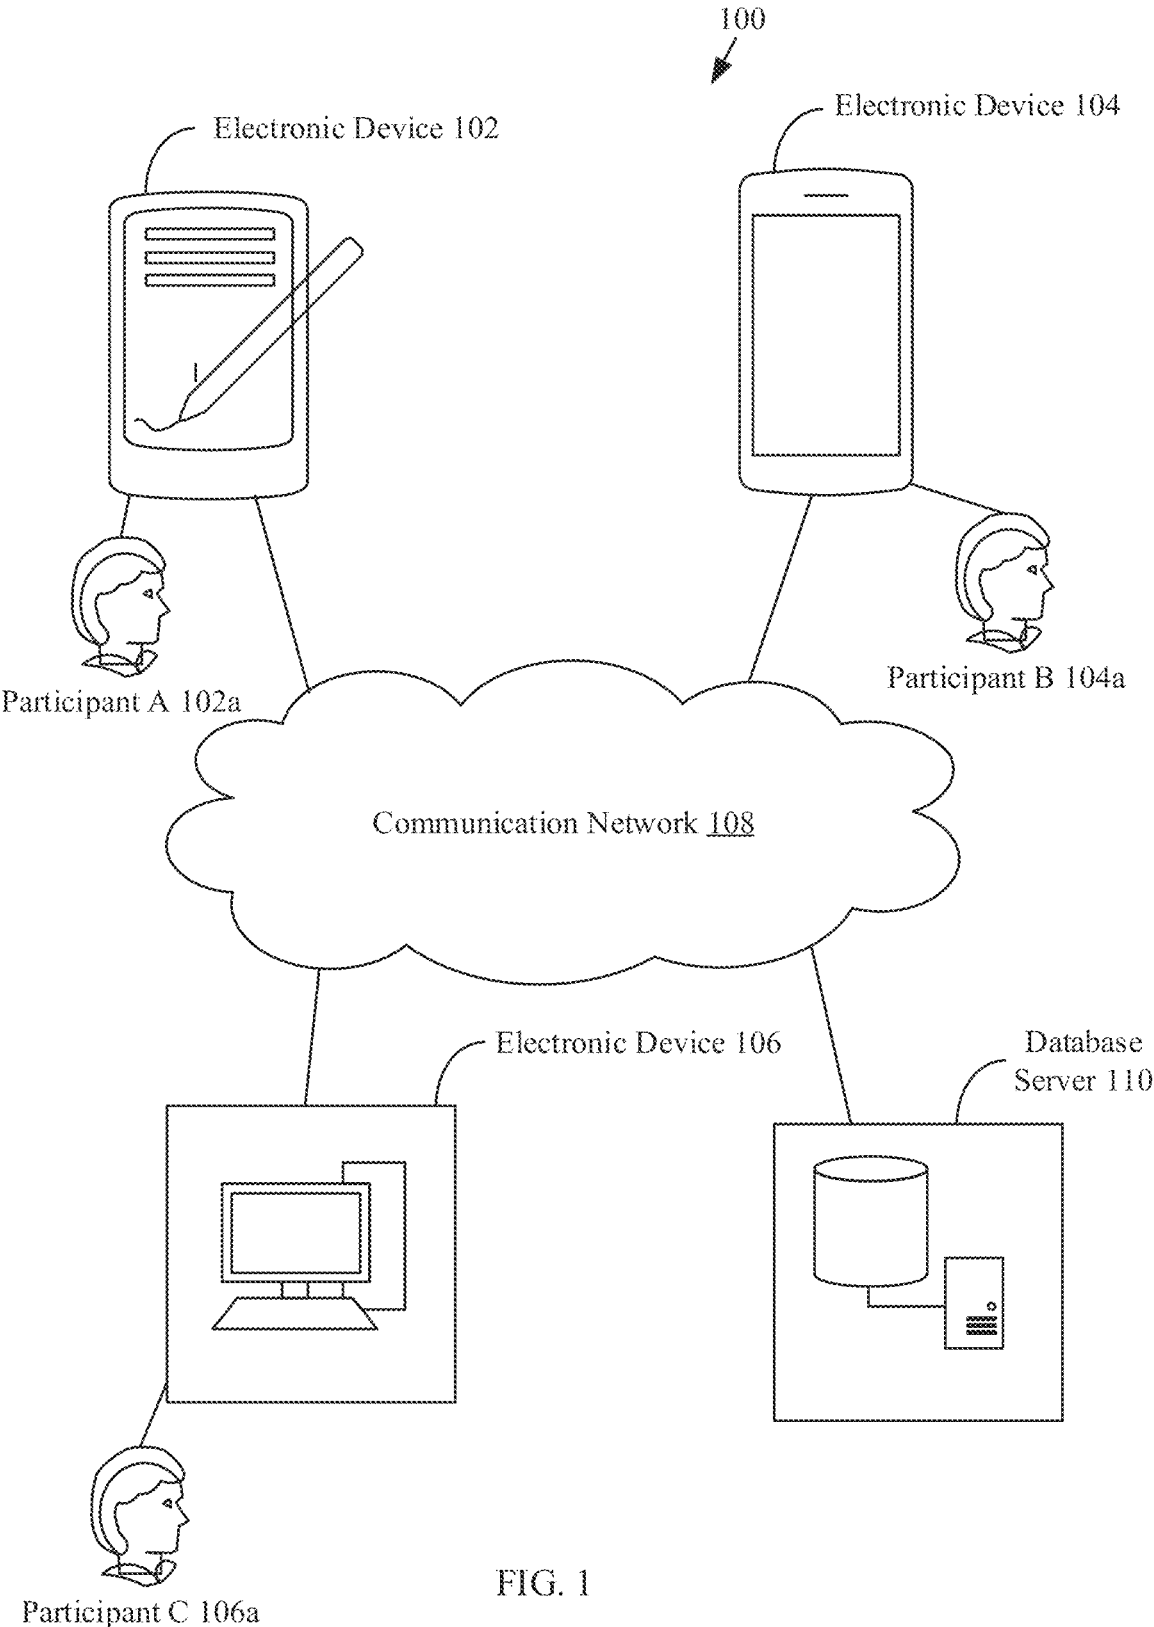 100
Electronic Device 104
Electronic Device 102
Participant B 104a
Participant A 102a
Communication Network 108
Electronic Device 106
Database
Server 110
FIG. 1
Participant C 106a